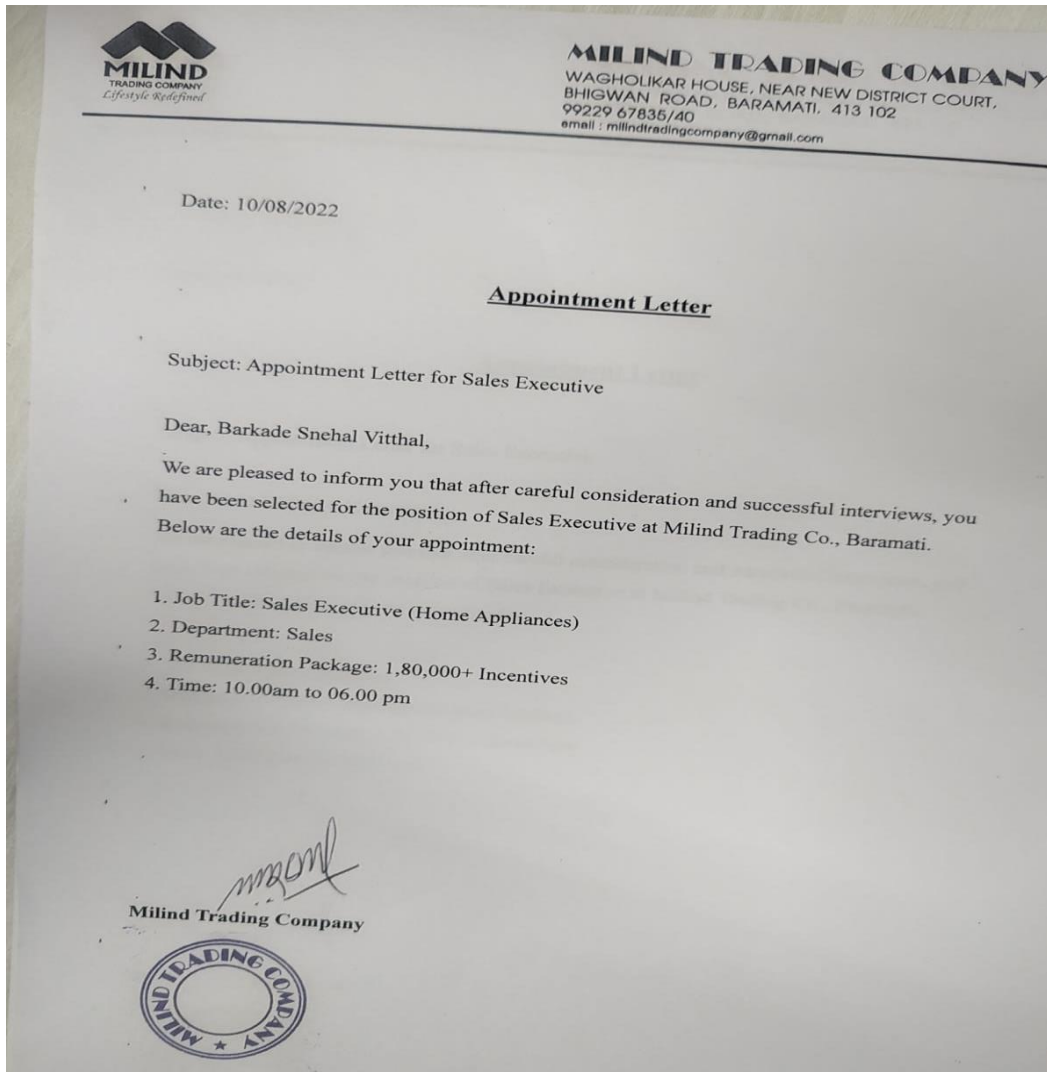 MILIND
TRADING COMPANY
Lifestyle Redefined
MILIND TRADING COMPANY
WAGHOLIKAR HOUSE, NEAR NEW DISTRICT COURT,
BHIGWAN ROAD, BARAMATI. 413 102
99229 67835/40
email : milindtradingcompany@gmail.com
Date: 10/08/2022
Appointment Letter
Subject: Appointment Letter for Sales Executive
Dear, Barkade Snehal Vitthal,
We are pleased to inform you that after careful consideration and successful interviews, you
have been selected for the position of Sales Executive at Milind Trading Co., Baramati.
Below are the details of your appointment:
1. Job Title: Sales Executive (Home Appliances)
2. Department: Sales
3. Remuneration Package: 1,80,000+ Incentives
4. Time: 10.00am to 06.00 pm
Milind Trading Company
MILIND TRADING COMPANY ★